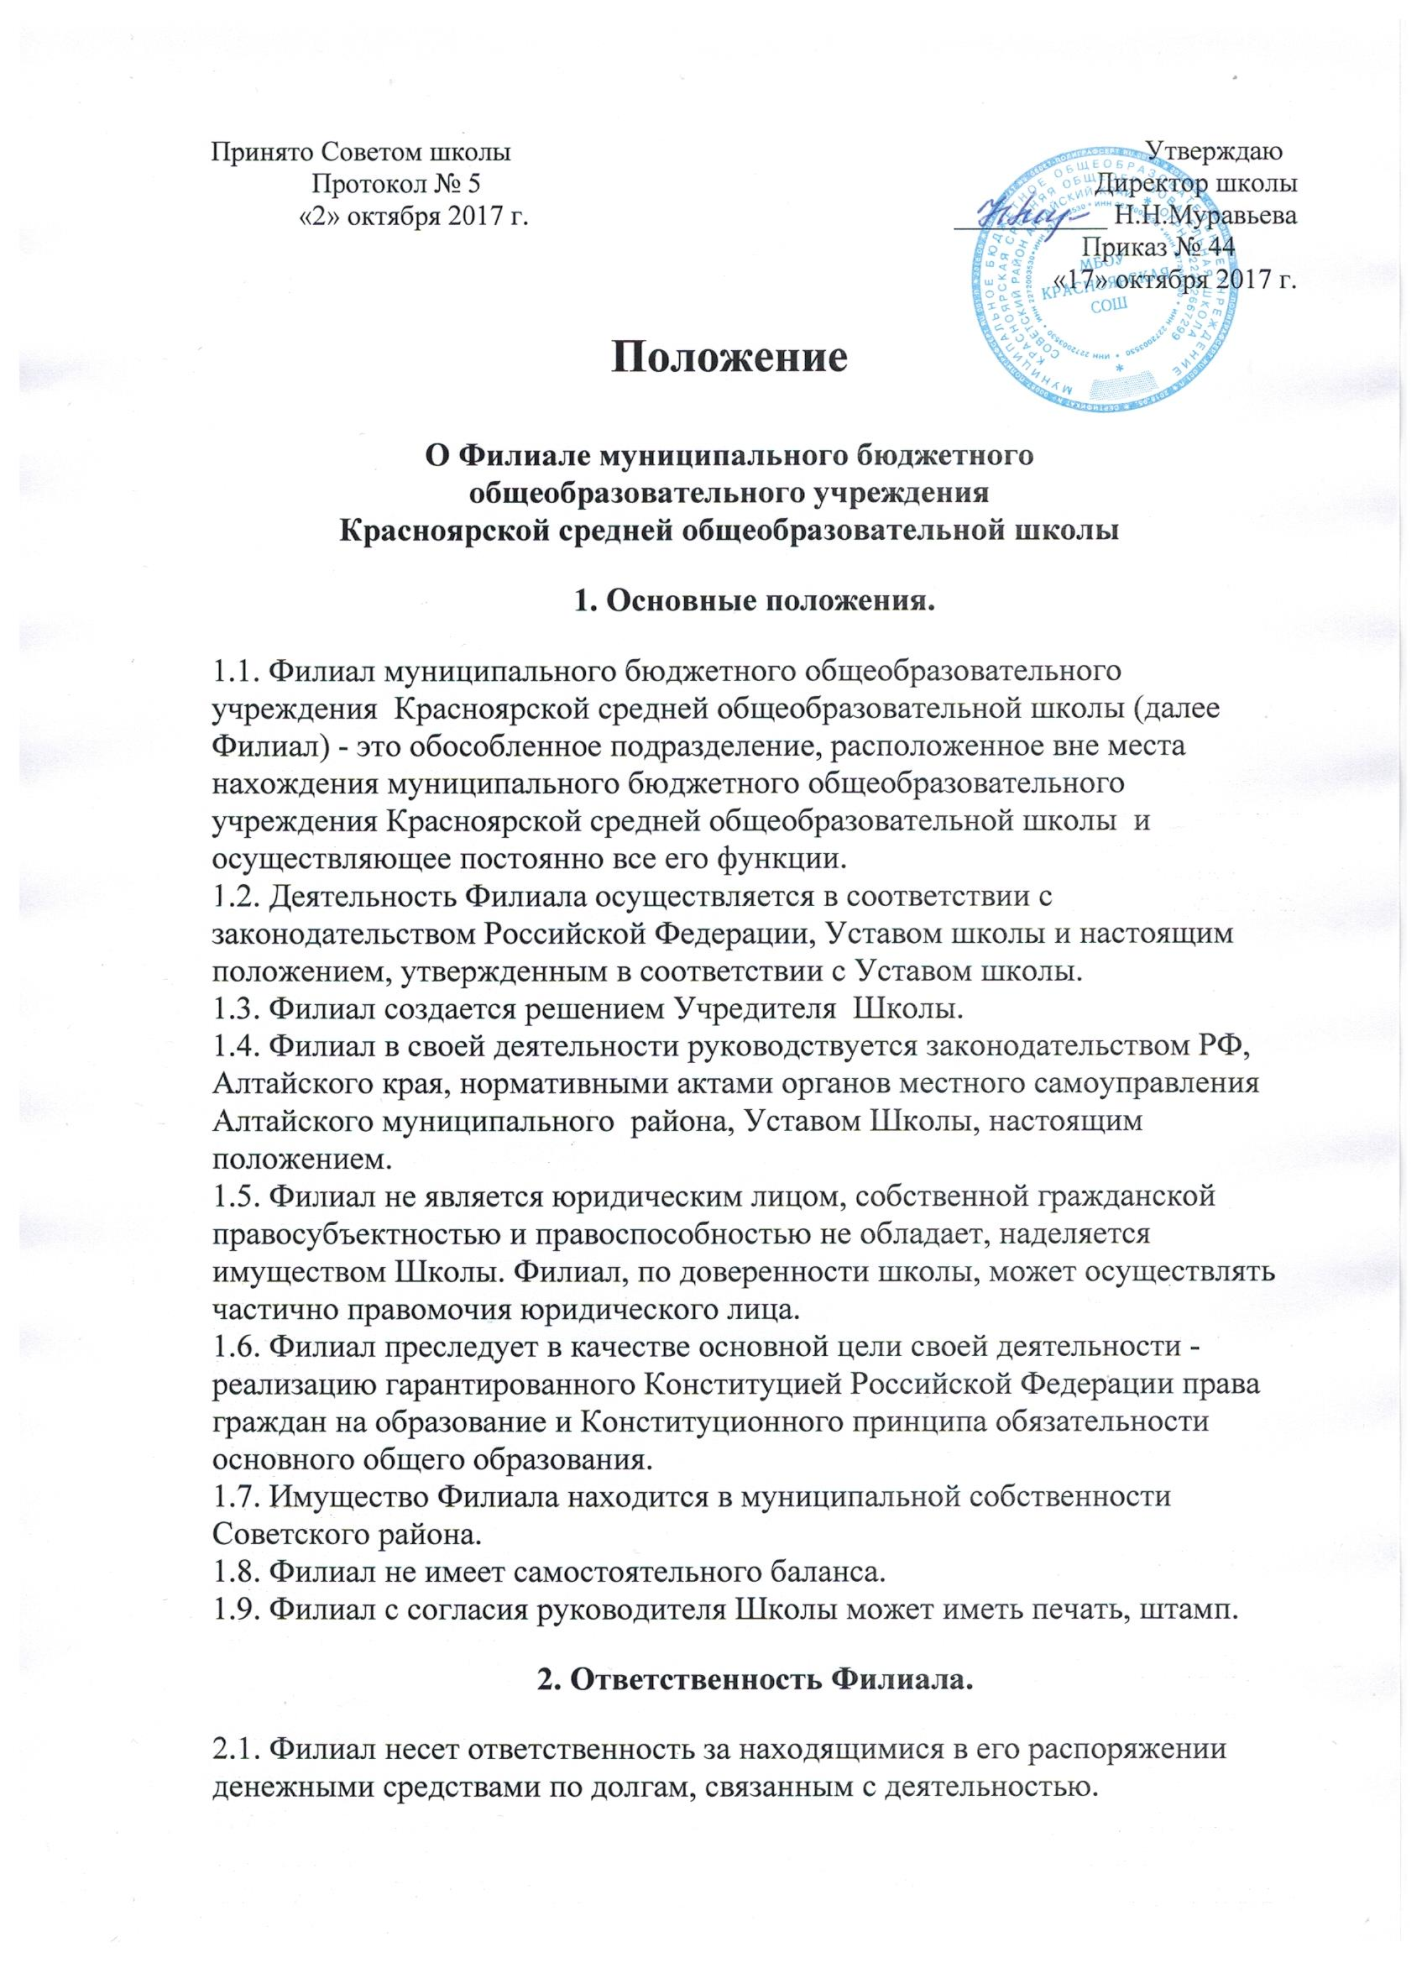 Принято Советом школы
Протокол № 5
«2» октября 2017 г.
Утверждаю
Директор школы
Н.Н.Муравьева
Приказ № 44
«17» октября 2017 г.
МБОУ
КРАСНОЯРСКАЯ
СОШ
Положение
О Филиале муниципального бюджетного
общеобразовательного учреждения
Красноярской средней общеобразовательной школы
1. Основные положения.
1.1. Филиал муниципального бюджетного общеобразовательного
учреждения  Красноярской средней общеобразовательной школы (далее
Филиал) - это обособленное подразделение, расположенное вне места
нахождения муниципального бюджетного общеобразовательного
учреждения Красноярской средней общеобразовательной школы  и
осуществляющее постоянно все его функции.
1.2. Деятельность Филиала осуществляется в соответствии с
законодательством Российской Федерации, Уставом школы и настоящим
положением, утвержденным в соответствии с Уставом школы.
1.3. Филиал создается решением Учредителя  Школы.
1.4. Филиал в своей деятельности руководствуется законодательством РФ,
Алтайского края, нормативными актами органов местного самоуправления
Алтайского муниципального  района, Уставом Школы, настоящим
положением.
1.5. Филиал не является юридическим лицом, собственной гражданской
правосубъектностью и правоспособностью не обладает, наделяется
имуществом Школы. Филиал, по доверенности школы, может осуществлять
частично правомочия юридического лица.
1.6. Филиал преследует в качестве основной цели своей деятельности -
реализацию гарантированного Конституцией Российской Федерации права
граждан на образование и Конституционного принципа обязательности
основного общего образования.
1.7. Имущество Филиала находится в муниципальной собственности
Советского района.
1.8. Филиал не имеет самостоятельного баланса.
1.9. Филиал с согласия руководителя Школы может иметь печать, штамп.
2. Ответственность Филиала.
2.1. Филиал несет ответственность за находящимися в его распоряжении
денежными средствами по долгам, связанным с деятельностью.